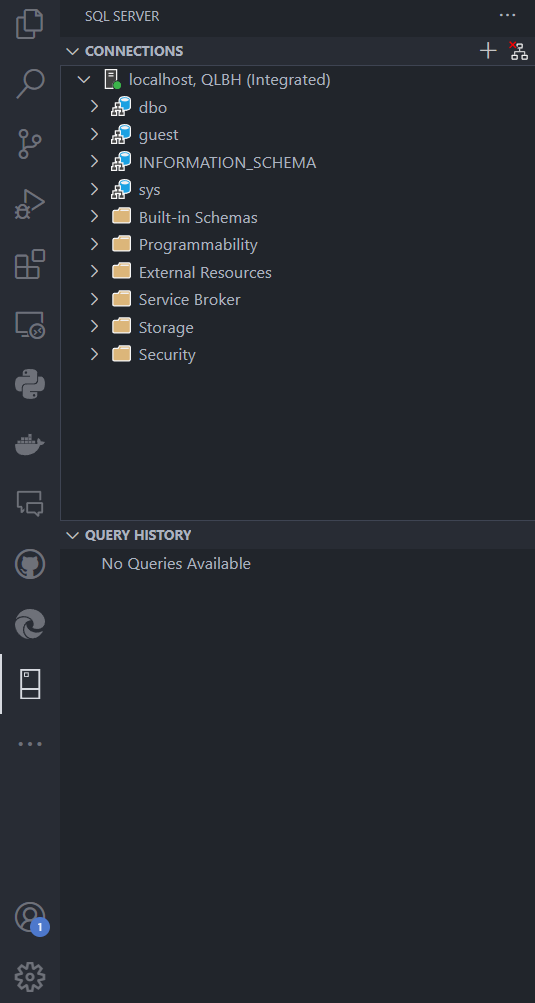 SQL SERVER
CONNECTIONS
localhost, QLBH (Integrated)
dbo
guest
INFORMATION_SCHEMA
sys
Built-in Schemas
Programmability
External Resources
Service Broker
Storage
Security
QUERY HISTORY
No Queries Available
1